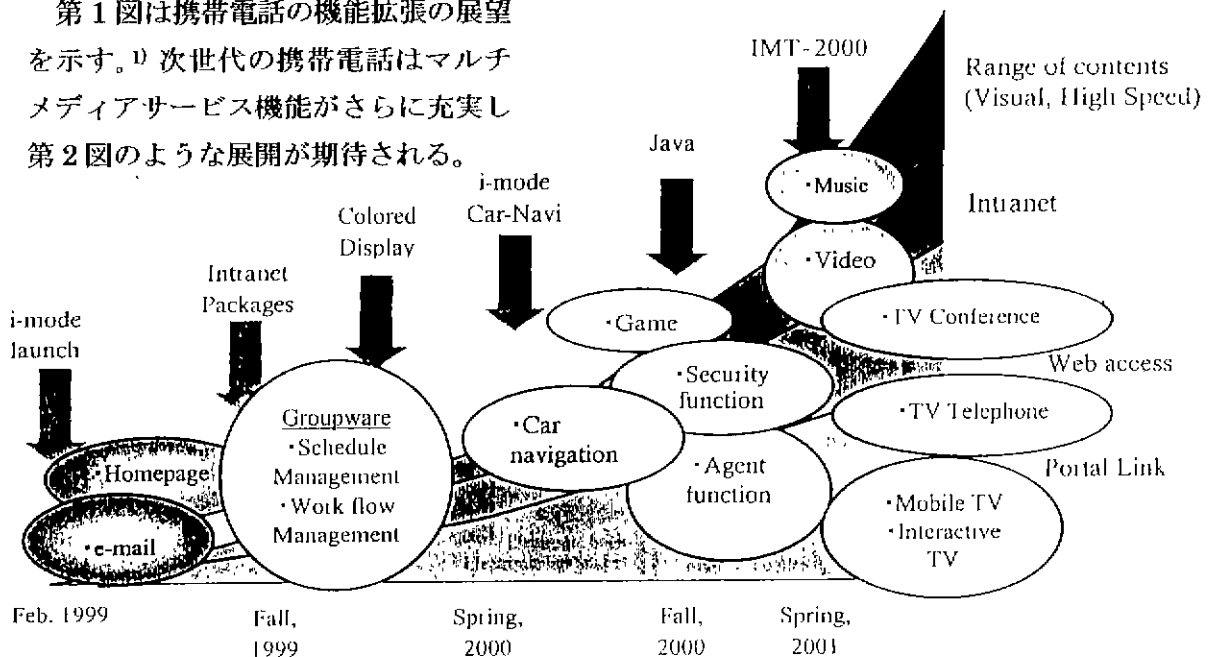 第1図は携帯電話の機能拡張の展望
を示す。1) 次世代の携帯電話はマルチ
メディアサービス機能がさらに充実し
第2図のような展開が期待される。
IMT-2000
Range of contents
(Visual, High Speed)
Java
・Music
i-mode
Car-Navi
Intranet
Colored
Display
・Video
Intranet
Packages
・Game
・TV Conference
i-mode
launch
Web access
・Security
function
Groupware
・Schedule
Management
・Work flow
Management
・Car
navigation
・TV Telephone
・Homepage
・Agent
function
Portal Link
・e-mail
・Mobile TV
・Interactive
TV
Feb. 1999
Fall,
1999
Spring,
2000
Fall,
2000
Spring,
2001